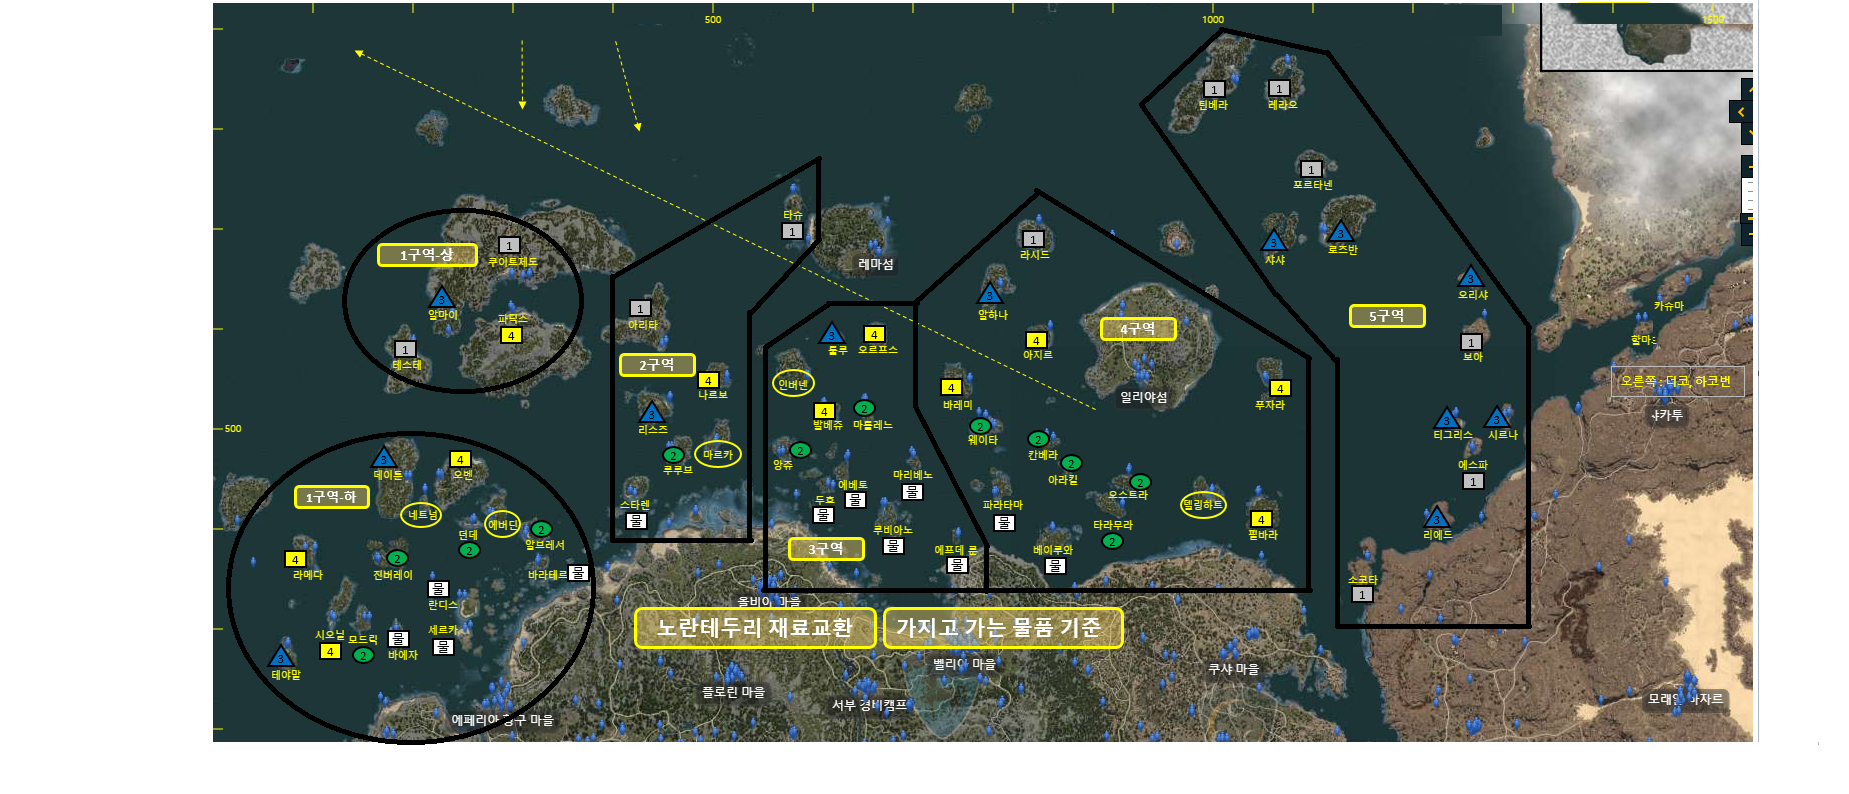 500
1000
1500
1
틴베라
1
레라오
1
포르타넨
타슈
1
레마섬
1
라시드
3
샤샤
3
로즈반
1구역-상
1
쿠아트제도
3
알마이
파딕스
4
1
테스테
1
아리타
2구역
4
나르보
3
리스즈
2
루루브
마르카
스타렌
물
3
툴루
4
오르프스
인버넨
4
발베쥬
2
마를레느
2
앙쥬
에베토
물
두흐
물
마리베노
물
루비아노
물
에프데 룬
물
3구역
3
알하나
4
아지르
4구역
4
바레미
일리야섬
4
푸자라
2
웨이타
2
칸베라
2
아라킬
2
오스트라
델링하트
4
필바라
파라타마
물
타라무라
2
베이루와
물
3
오리샤
5구역
1
보아
카슈마
오른쪽 : 더코, 하코번
샤카투
3
티그리스
3
시르나
에스파
1
3
리에드
소코타
1
500
3
데이톤
4
오벤
1구역-하
네트넘
에버딘
던데
2
2
알브레서
4
라메다
2
진버레이
바라테르
물
물
란디스
시오닐
4
모드릭
2
물
바에자
세르카
물
3
테야말
올비아 마을
노란테두리 재료교환
가지고 가는 물품 기준
벨리아 마을
플로린 마을
서부 경비캠프
쿠샤 마을
모래알 바자르
에페리아 항구 마을